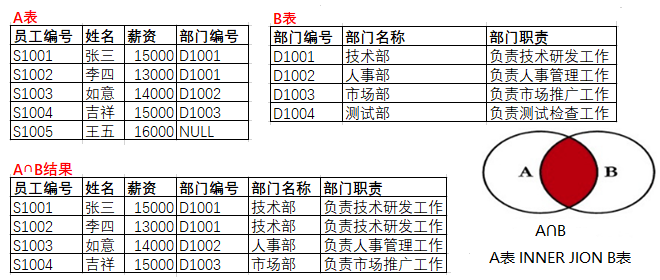 A表
员工编号 姓名 薪资 部门编号
S1001 张三 15000 D1001
S1002 李四 13000 D1001
S1003 如意 14000 D1002
S1004 吉祥 15000 D1003
S1005 王五 16000 NULL
B表
部门编号 部门名称 部门职责
D1001 技术部 负责技术研发工作
D1002 人事部 负责人事管理工作
D1003 市场部 负责市场推广工作
D1004 测试部 负责测试检查工作
A∩B结果
员工编号 姓名 薪资 部门编号 部门名称 部门职责
S1001 张三 15000 D1001 技术部 负责技术研发工作
S1002 李四 13000 D1001 技术部 负责技术研发工作
S1003 如意 14000 D1002 人事部 负责人事管理工作
S1004 吉祥 15000 D1003 市场部 负责市场推广工作
A B
A∩B
A表 INNER JION B表